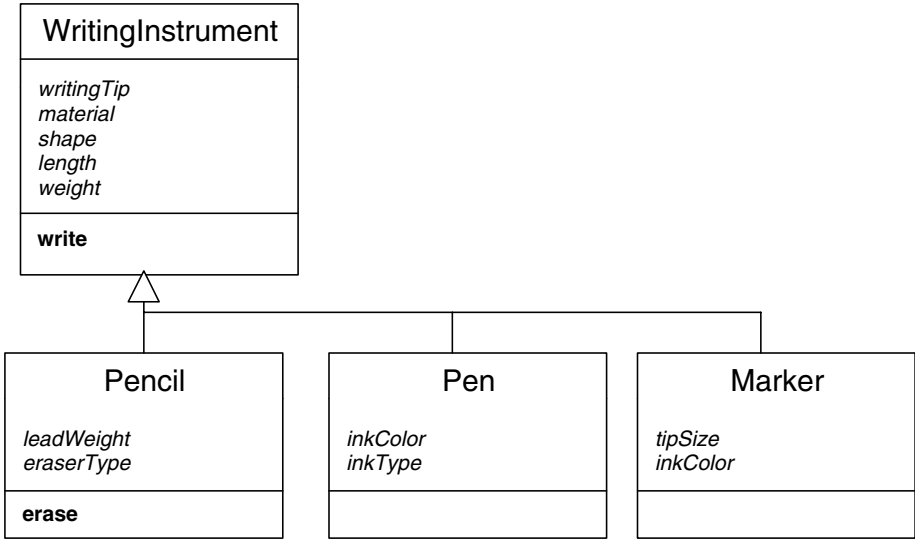 WritingInstrument
writingTip
material
shape
length
weight
write
Pencil
leadWeight
eraserType
erase
Pen
inkColor
inkType
Marker
tipSize
inkColor